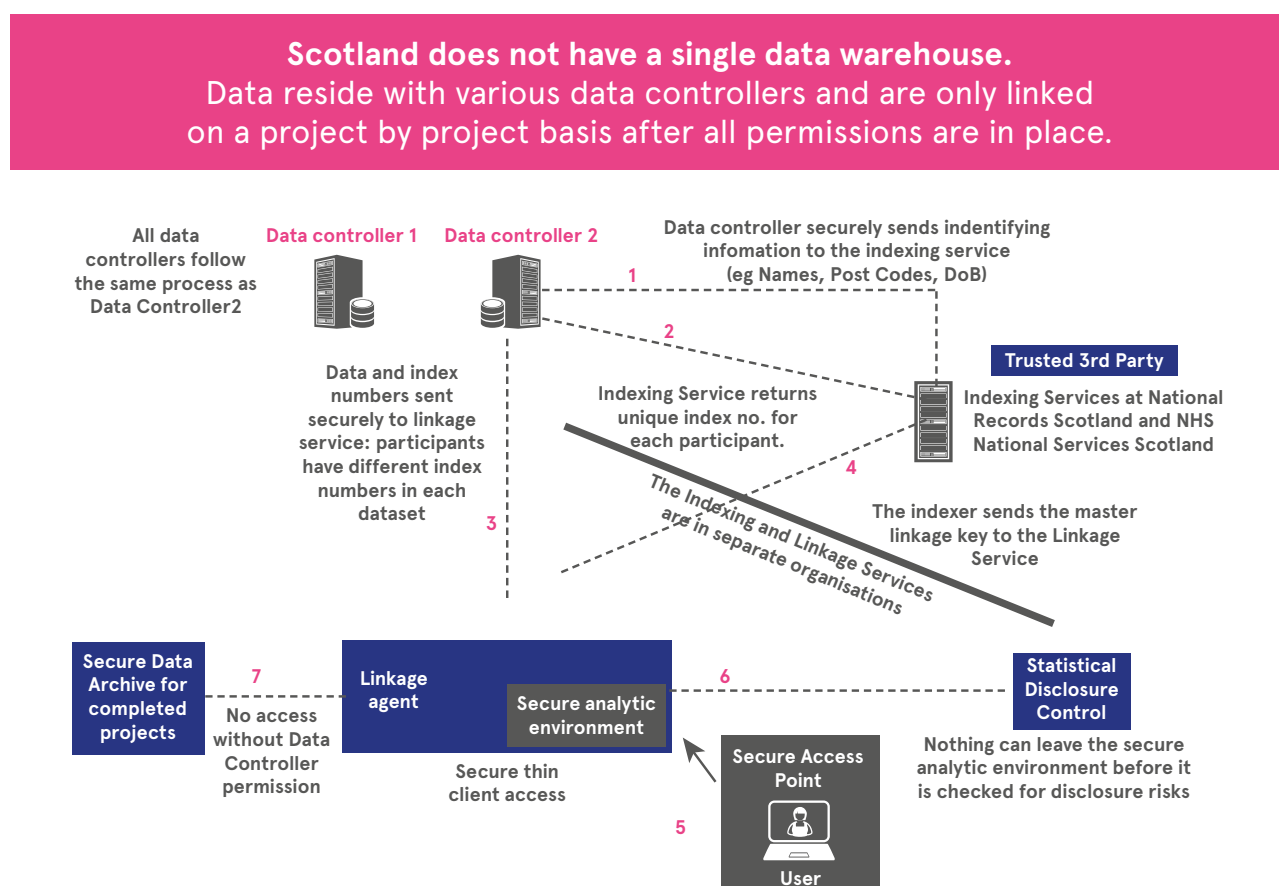 Scotland does not have a single data warehouse.
Data reside with various data controllers and are only linked
on a project by project basis after all permissions are in place.
All data
controllers follow
the same process as
Data Controller2
Data controller 1
Data controller 2
Data controller securely sends indentifying
infomation to the indexing service
(eg Names, Post Codes, DoB)
1
2
Trusted 3rd Party
Indexing Services at National
Records Scotland and NHS
National Services Scotland
Data and index
numbers sent
securely to linkage
service: participants
have different index
numbers in each
dataset
3
Indexing Service returns
unique index no. for
each participant.
4
The Indexing and Linkage Services
are in separate organisations
The indexer sends the master
linkage key to the Linkage
Service
Secure Data
Archive for
completed
projects
7
No access
without Data
Controller
permission
Linkage
agent
Secure analytic
environment
Secure thin
client access
6
Statistical
Disclosure
Control
Nothing can leave the secure
analytic environment before it
is checked for disclosure risks
5
Secure Access
Point
User